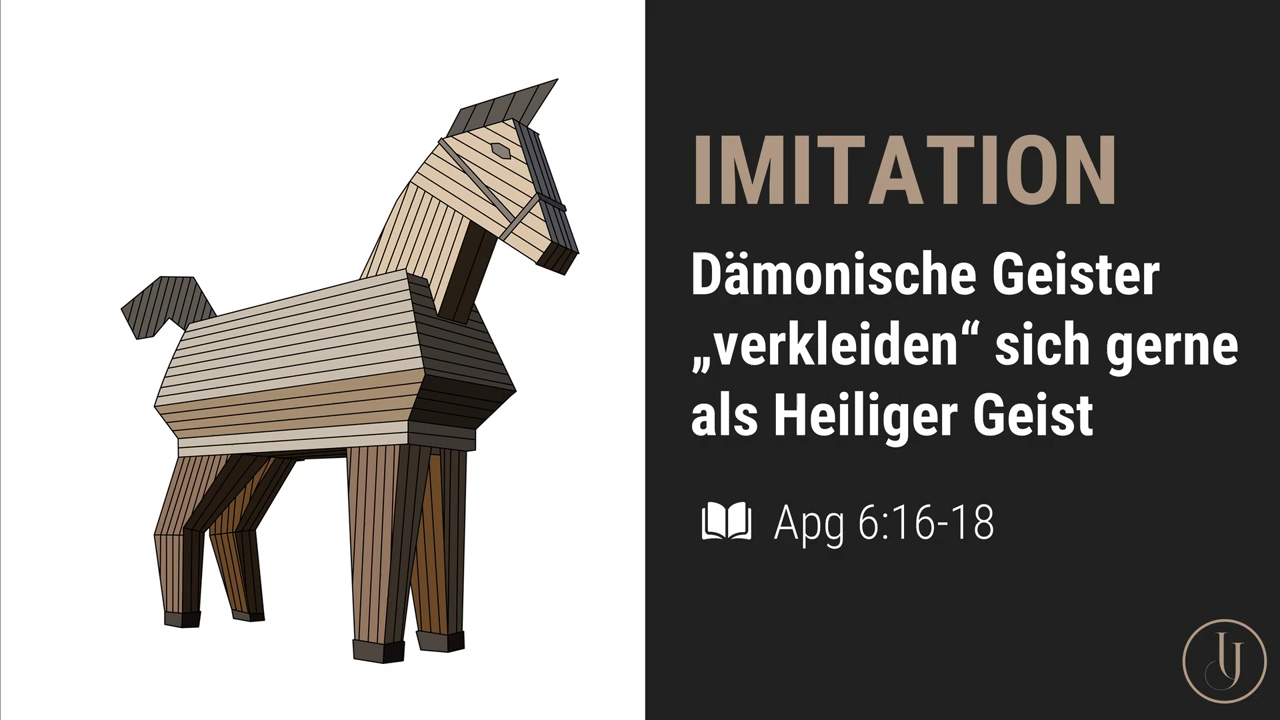 IMITATION
Dämonische Geister
„verkleiden“ sich gerne
als Heiliger Geist
Apg 6:16-18